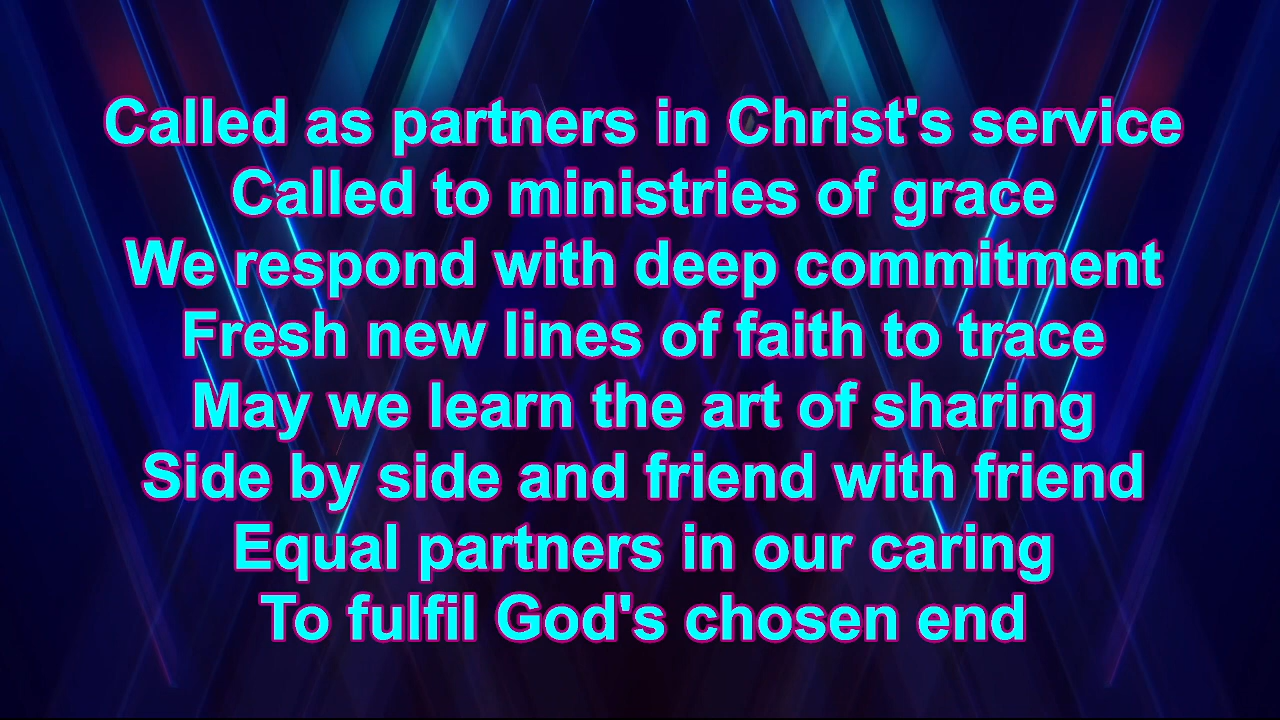 Called as partners in Christ's service
Called to ministries of grace
We respond with deep commitment
Fresh new lines of faith to trace
May we learn the art of sharing
Side by side and friend with friend
Equal partners in our caring
To fulfil God's chosen end